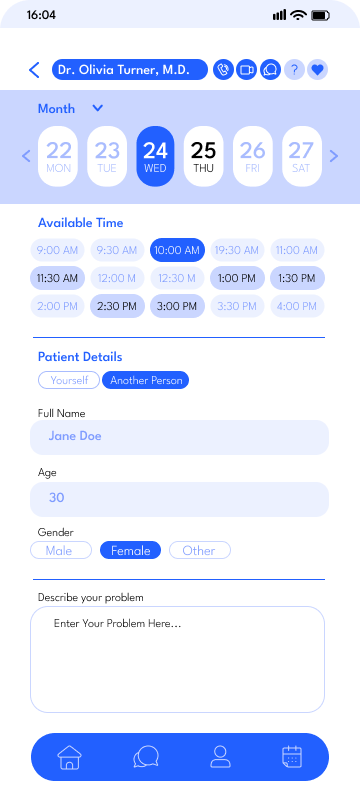 16:04
Dr. Olivia Turner, M.D. ?
Month
22 23 24 25 26 27
MON TUE WED THU FRI SAT
Available Time
9:00 AM 9:30 AM 10:00 AM 19:30 AM 11:00 AM
11:30 AM 12:00 M 12:30 M 1:00 PM 1:30 PM
2:00 PM 2:30 PM 3:00 PM 3:30 PM 4:00 PM
Patient Details
Yourself Another Person
Full Name
Jane Doe
Age
30
Gender
Male Female Other
Describe your problem
Enter Your Problem Here...